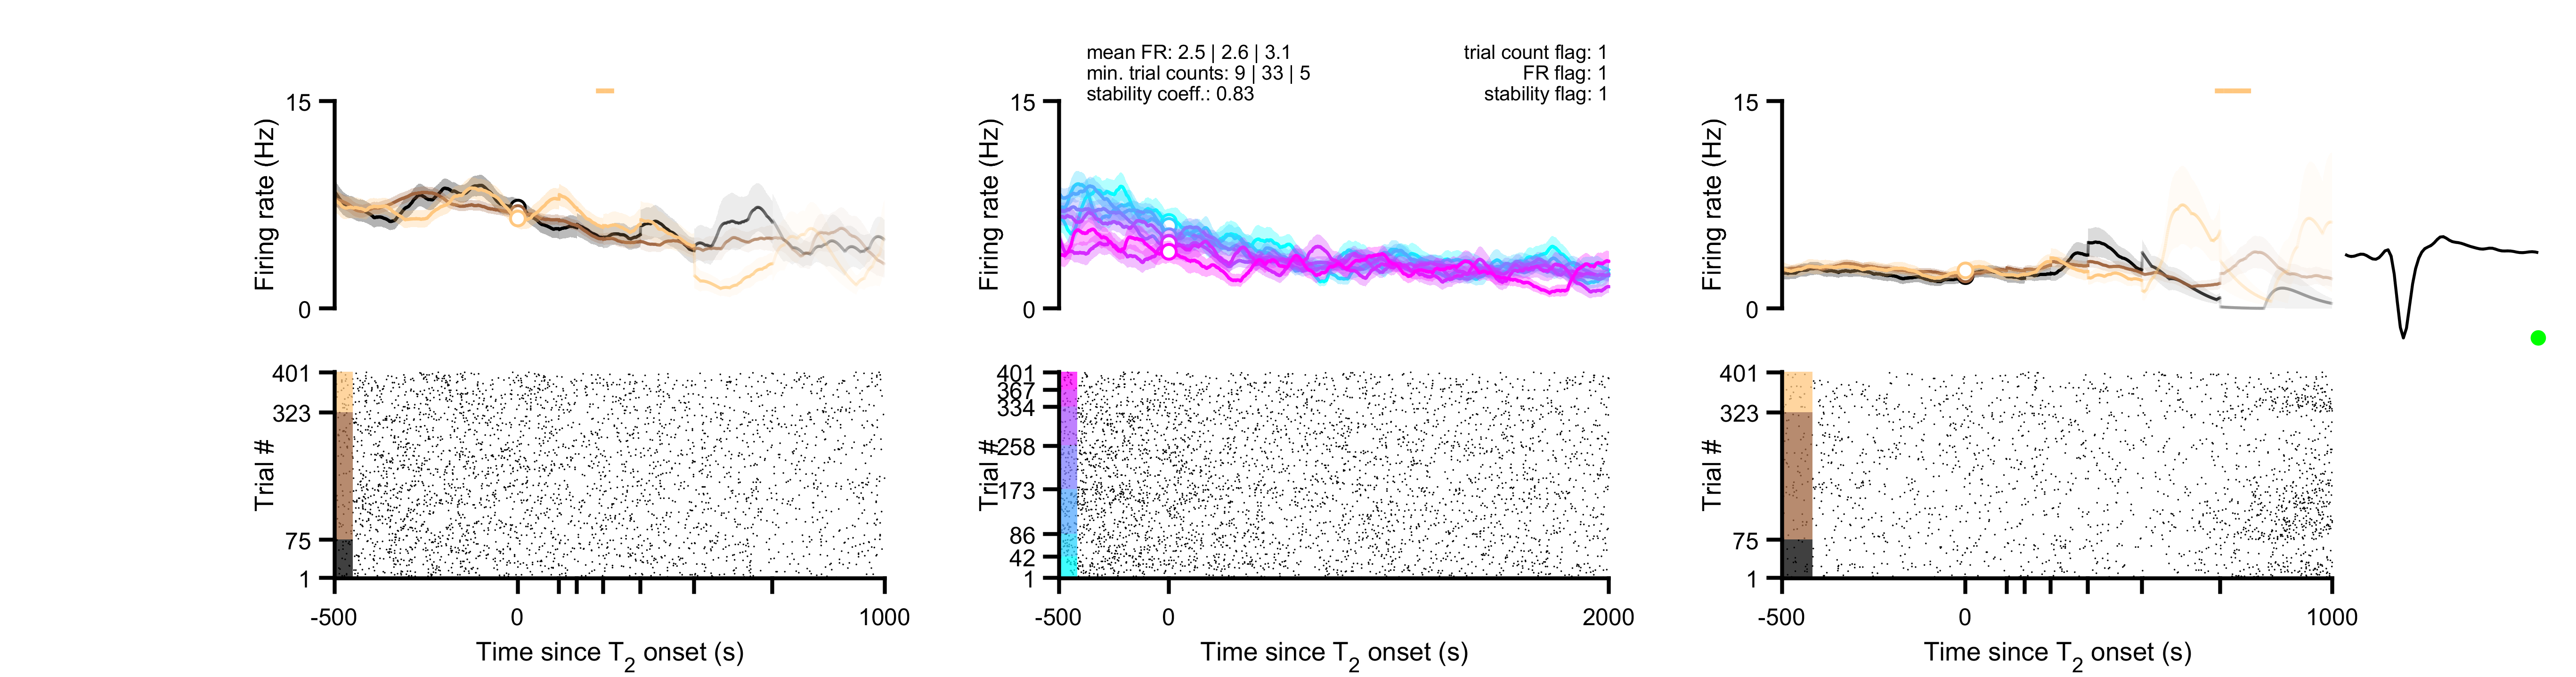 mean FR: 2.5 | 2.6 | 3.1
min. trial counts: 9 | 33 | 5
stability coeff.: 0.83
trial count flag: 1
FR flag: 1
stability flag: 1
15
Firing rate (Hz)
0
401
323
Trial #
75
1
-500
0
1000
Time since T2 onset (s)
15
Firing rate (Hz)
0
401
367
334
258
Trial #
173
86
42
1
-500
0
2000
Time since T2 onset (s)
15
Firing rate (Hz)
0
401
323
Trial #
75
1
-500
0
1000
Time since T2 onset (s)